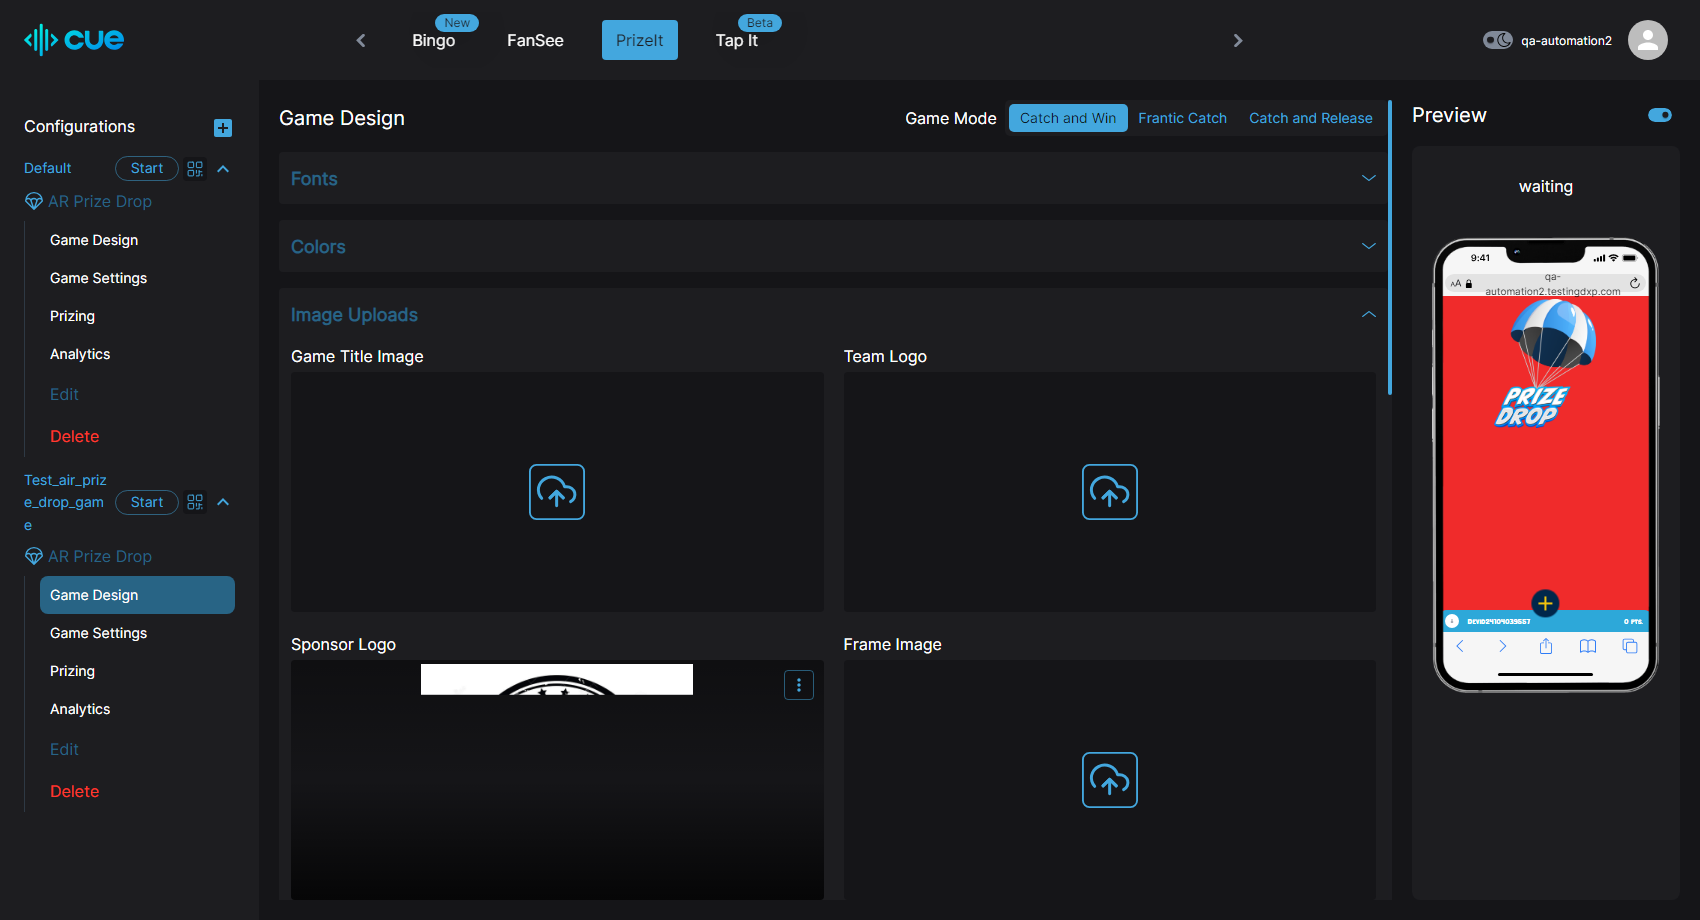 cue
New
Bingo
FanSee
PrizeIt
Beta
Tap It
qa-automation2
Configurations
Default
Start
AR Prize Drop
Game Design
Game Settings
Prizing
Analytics
Edit
Delete
Test_air_priz
e_drop_gam
e
Start
AR Prize Drop
Game Design
Game Settings
Prizing
Analytics
Edit
Delete
Game Design
Game Mode
Catch and Win
Frantic Catch
Catch and Release
Fonts
Colors
Image Uploads
Game Title Image
Team Logo
Sponsor Logo
Frame Image
Preview
waiting
9:41
AA
qa-
automation2.testingdxp.com
PRIZE
DROP
0 PTS.